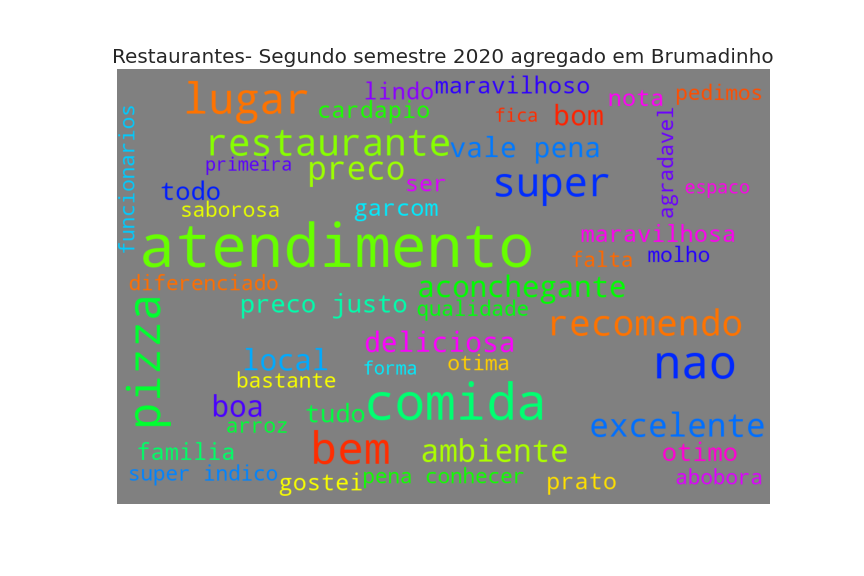 Restaurantes- Segundo semestre 2020 agregado em Brumadinho
lugar
lindo
maravilhoso
cardapio
fica
bom
nota
pedimos
funcionarios
restaurante
vale pena
agradavel
primeira
preco
ser
super
espaco
todo
saborosa
garcom
atendimento
maravilhosa
falta
molho
diferenciado
aconchegante
pizza
preco justo
qualidade
recomendo
deliciosa
local
forma
otima
nao
bastante
boa
tudo
comida
arroz
excelente
familia
bem
ambiente
otimo
super indico
gostei
pena conhecer
prato
abobora